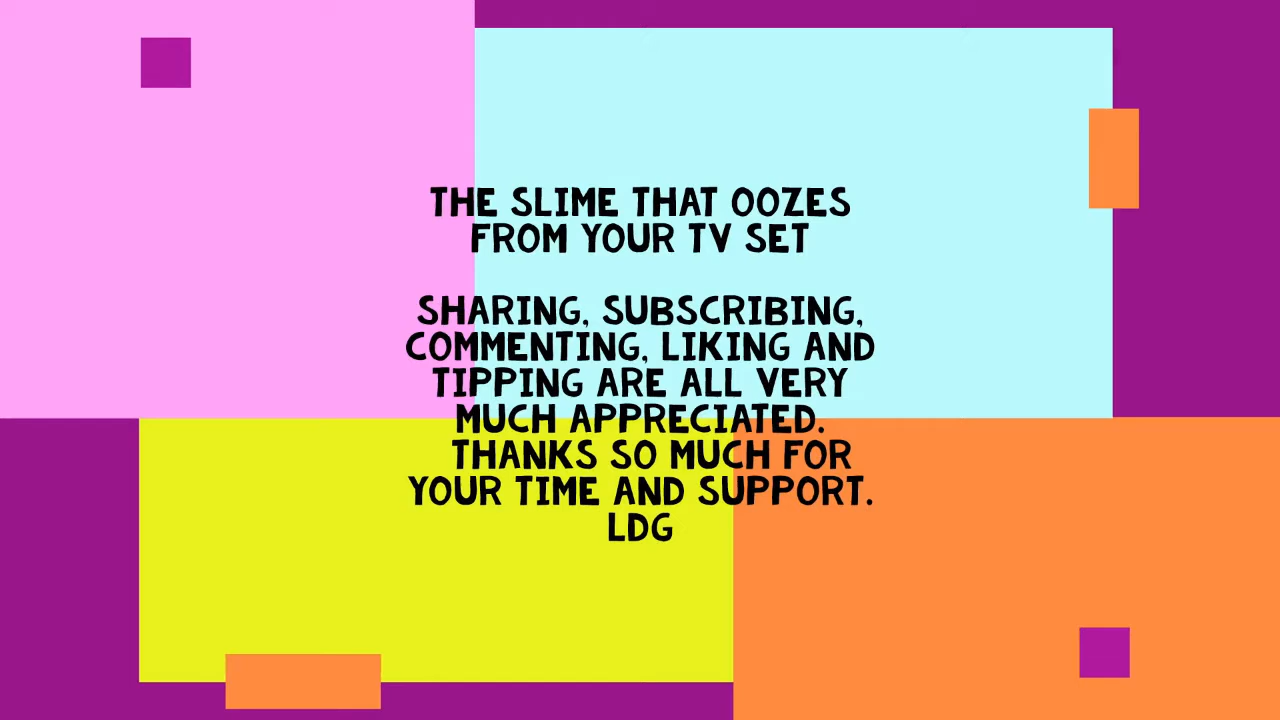 THE SLIME THAT OOZES
FROM YOUR TV SET
SHARING, SUBSCRIBING,
COMMENTING, LIKING AND
TIPPING ARE ALL VERY
MUCH APPRECIATED.
THANKS SO MUCH FOR
YOUR TIME AND SUPPORT.
LDG